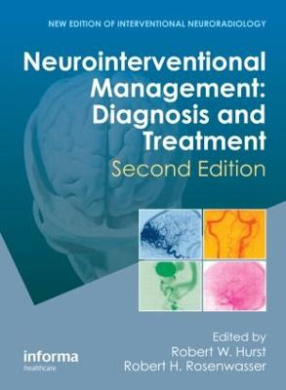 NEW EDITION OF INTERVENTIONAL NEURORADIOLOGY
Neurointerventional
Management:
Diagnosis and
Treatment
Second Edition
Edited by
Robert W. Hurst
Robert H. Rosenwasser
informa
healthcare